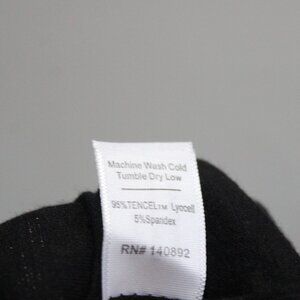 Machine Wash Cold
Tumble Dry Low
95%TENCEL™ Lyocell
5%Spandex
RN# 140892